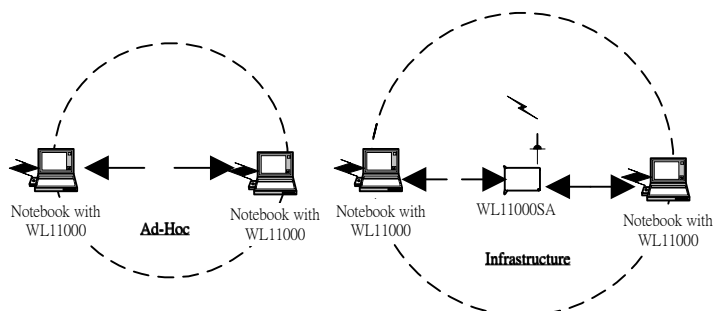 Notebook with
WL11000
Ad-Hoc
Notebook with
WL11000
Notebook with
WL11000
WL11000SA
Infrastructure
Notebook with
WL11000